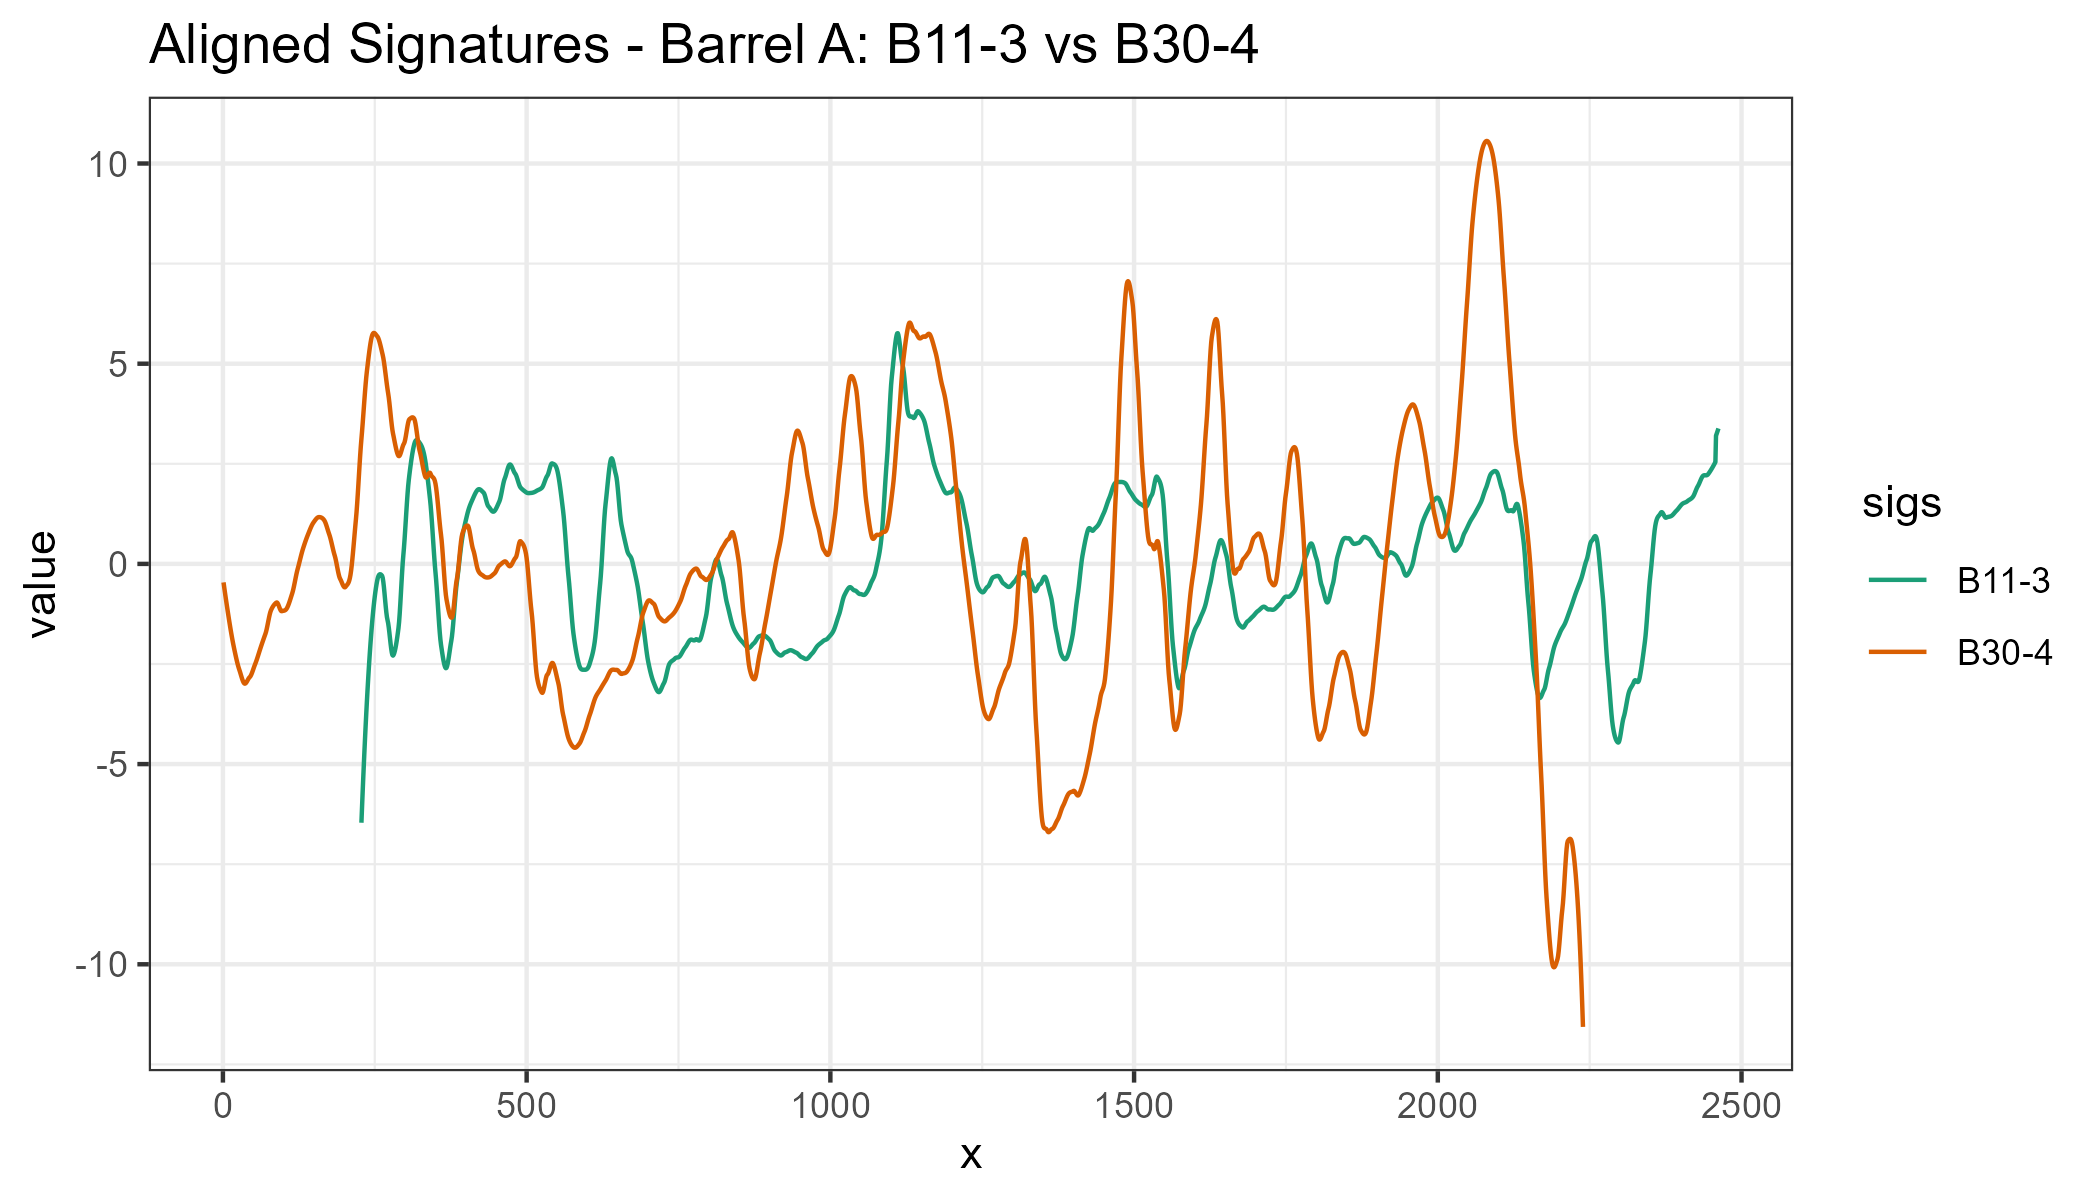 Aligned Signatures - Barrel A: B11-3 vs B30-4
value
10
5
0
-5
-10
0 500 1000 1500 2000 2500
x
sigs
B11-3
B30-4